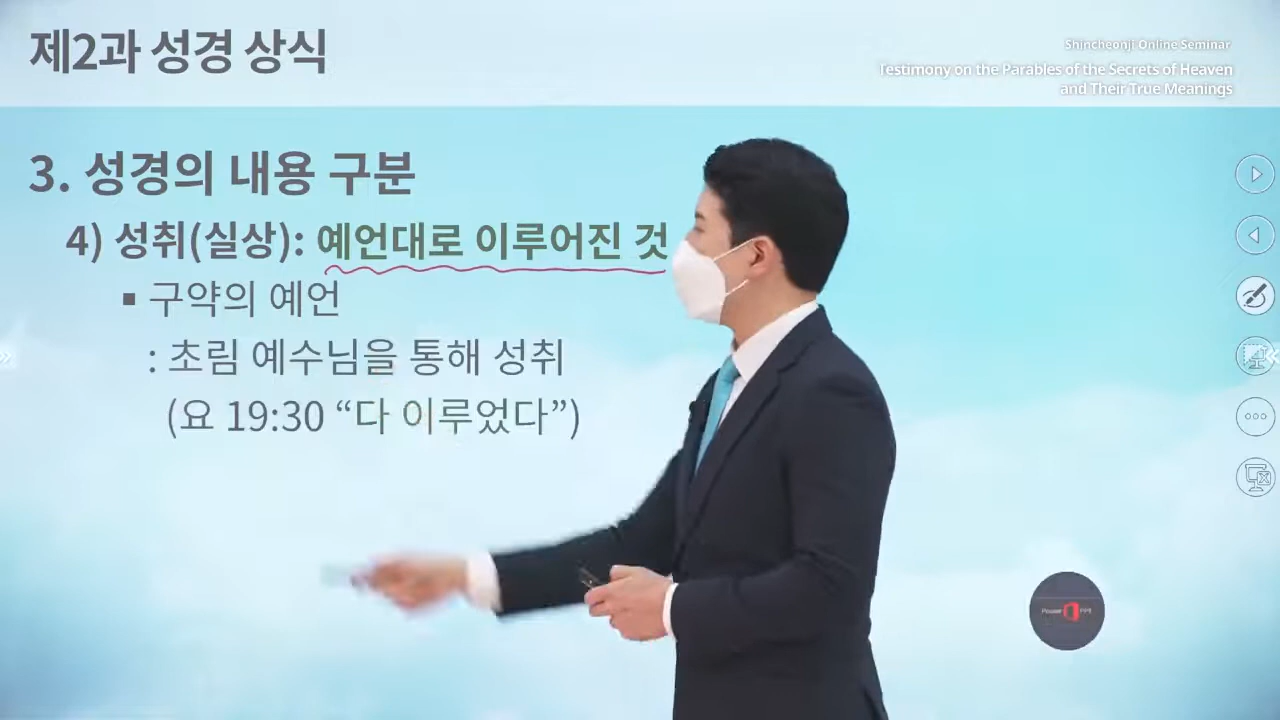 제2과 성경 상식
Shincheonji Online Seminar
Testimony on the Parables of the Secrets of Heaven
and Their True Meanings
3. 성경의 내용 구분
4) 성취(실상): 예언대로 이루어진 것
▪ 구약의 예언
: 초림 예수님을 통해 성취
(요 19:30 “다 이루었다”)